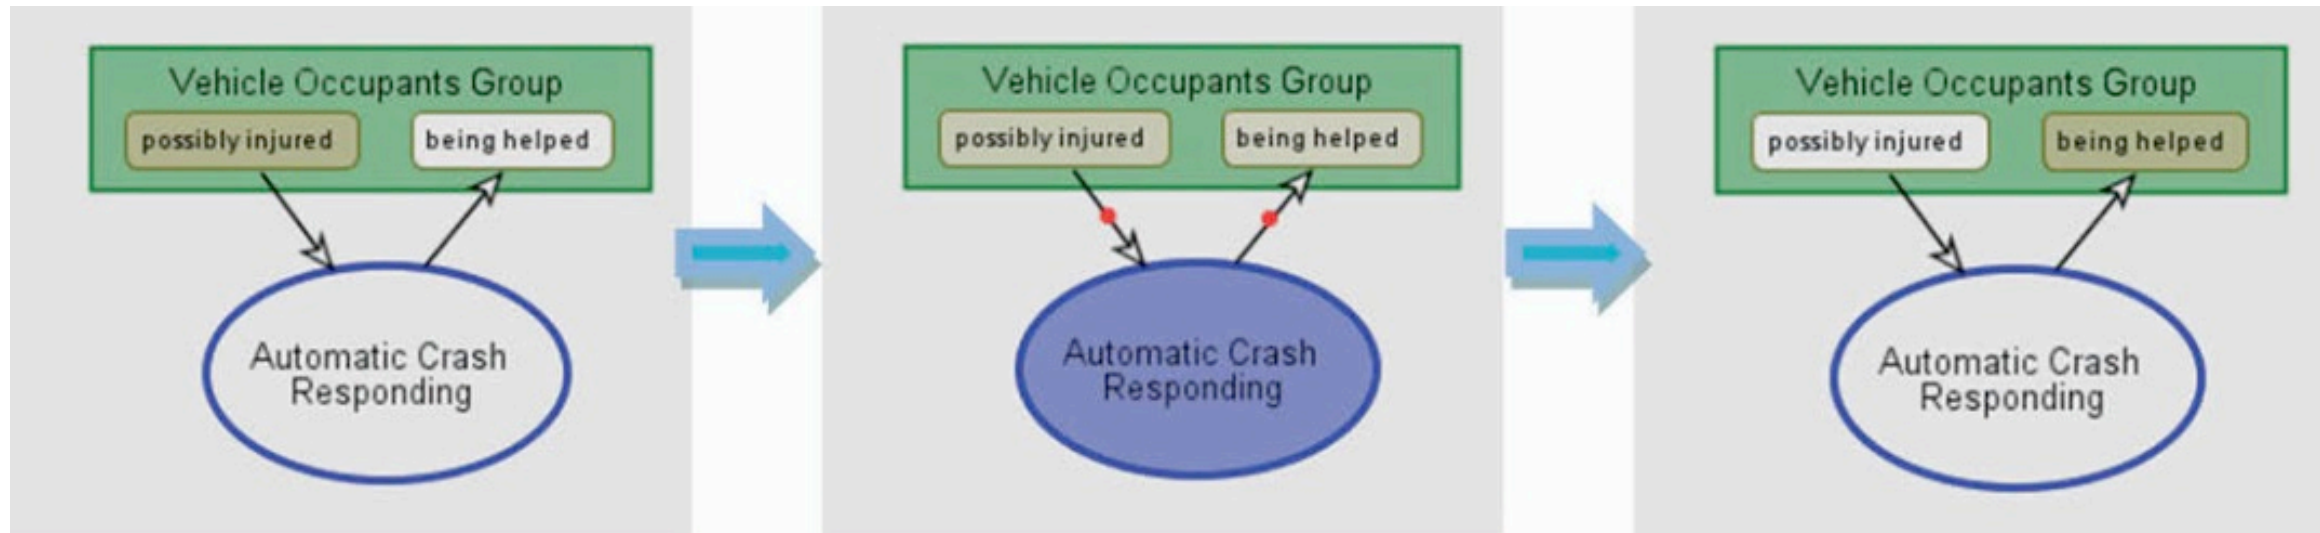 Vehicle Occupants Group
possibly injured
being helped
Automatic Crash
Responding
Vehicle Occupants Group
possibly injured
being helped
Automatic Crash
Responding
Vehicle Occupants Group
possibly injured
being helped
Automatic Crash
Responding